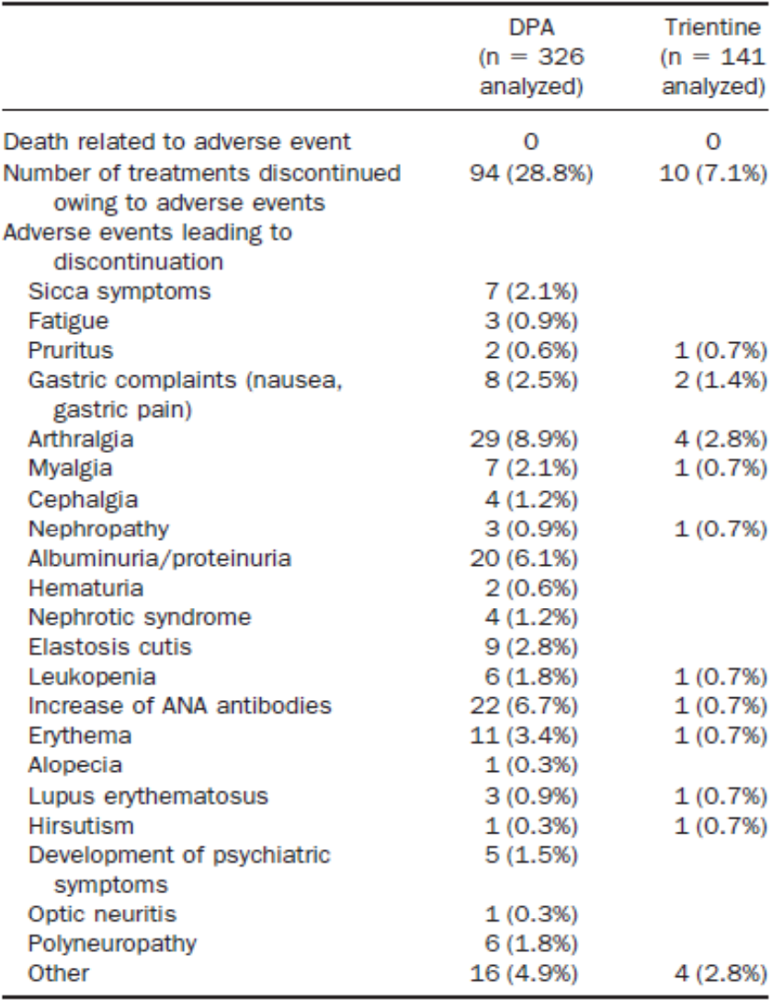 DPA Trientine
(n = 326 (n = 141
analyzed) analyzed)
Death related to adverse event 0 0
Number of treatments discontinued 94 (28.8%) 10 (7.1%)
owing to adverse events
Adverse events leading to
discontinuation
Sicca symptoms 7 (2.1%)
Fatigue 3 (0.9%)
Pruritus 2 (0.6%) 1 (0.7%)
Gastric complaints (nausea, 8 (2.5%) 2 (1.4%)
gastric pain)
Arthralgia 29 (8.9%) 4 (2.8%)
Myalgia 7 (2.1%) 1 (0.7%)
Cephalgia 4 (1.2%)
Nephropathy 3 (0.9%) 1 (0.7%)
Albuminuria/proteinuria 20 (6.1%)
Hematuria 2 (0.6%)
Nephrotic syndrome 4 (1.2%)
Elastosis cutis 9 (2.8%)
Leukopenia 6 (1.8%) 1 (0.7%)
Increase of ANA antibodies 22 (6.7%) 1 (0.7%)
Erythema 11 (3.4%) 1 (0.7%)
Alopecia 1 (0.3%)
Lupus erythematosus 3 (0.9%) 1 (0.7%)
Hirsutism 1 (0.3%) 1 (0.7%)
Development of psychiatric 5 (1.5%)
symptoms
Optic neuritis 1 (0.3%)
Polyneuropathy 6 (1.8%)
Other 16 (4.9%) 4 (2.8%)